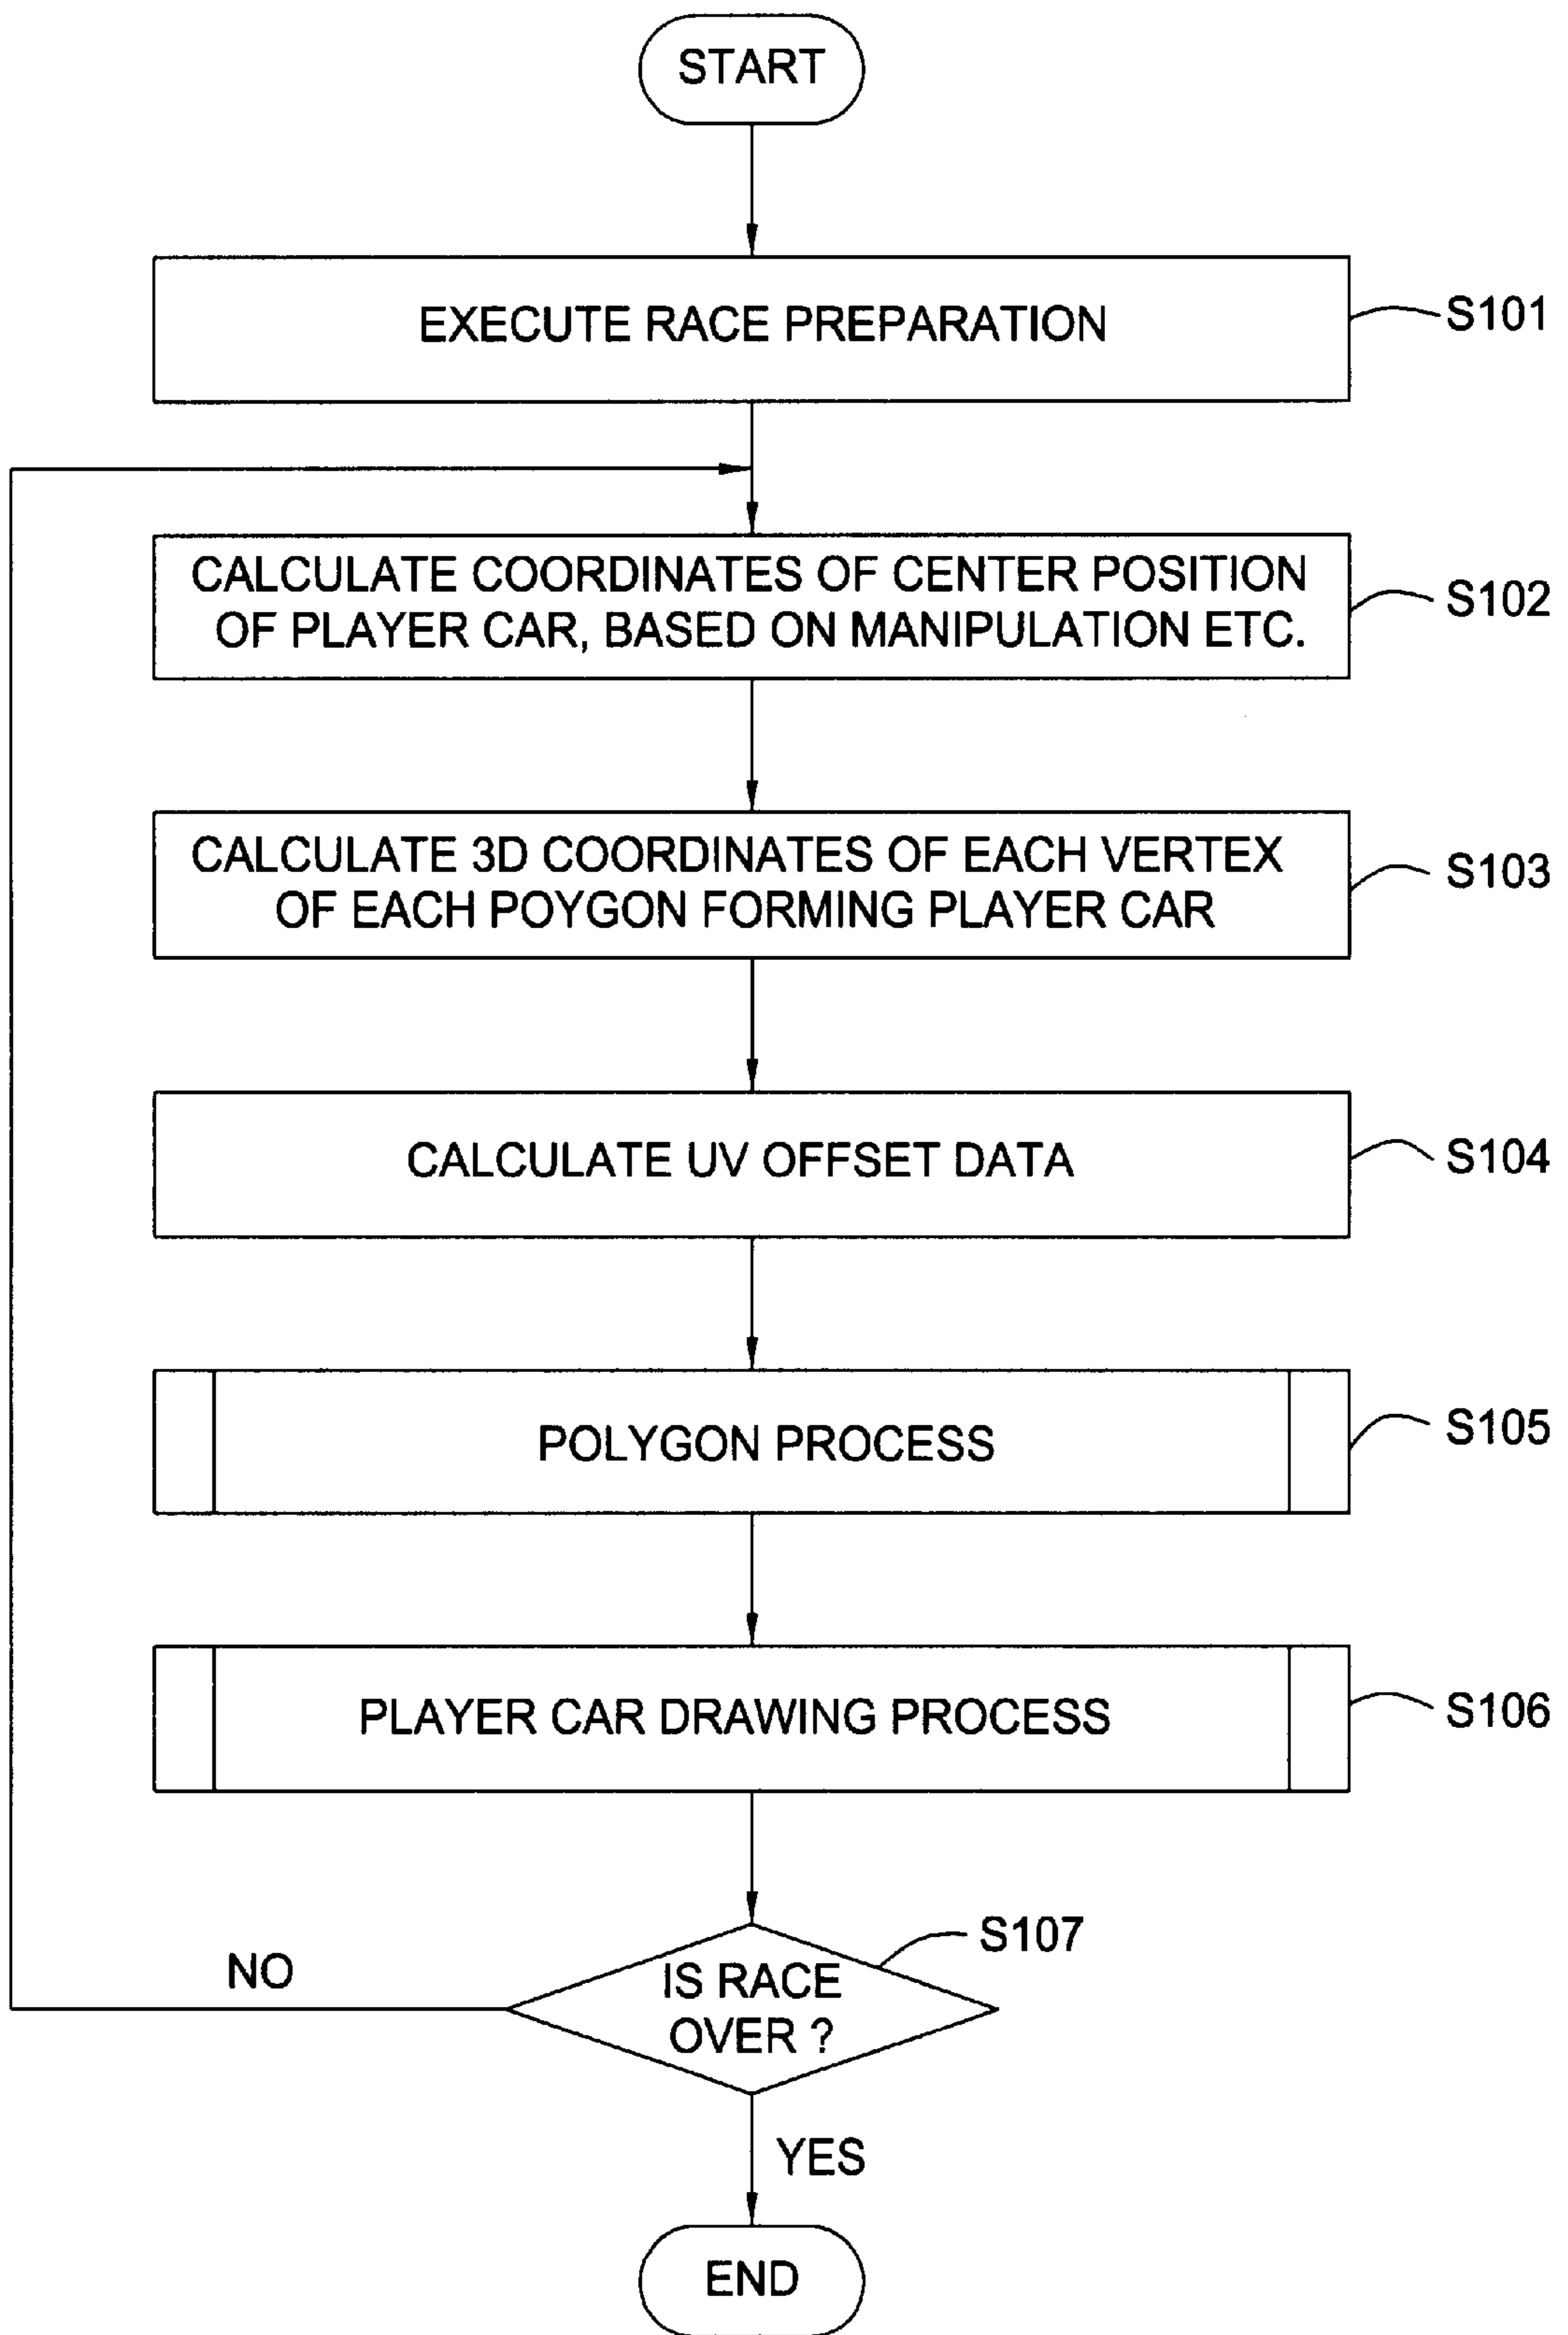 START
EXECUTE RACE PREPARATION
S101
CALCULATE COORDINATES OF CENTER POSITION
OF PLAYER CAR, BASED ON MANIPULATION ETC.
S102
CALCULATE 3D COORDINATES OF EACH VERTEX
OF EACH POYGON FORMING PLAYER CAR
S103
CALCULATE UV OFFSET DATA
S104
POLYGON PROCESS
S105
PLAYER CAR DRAWING PROCESS
S106
S107
NO
IS RACE
OVER ?
YES
END